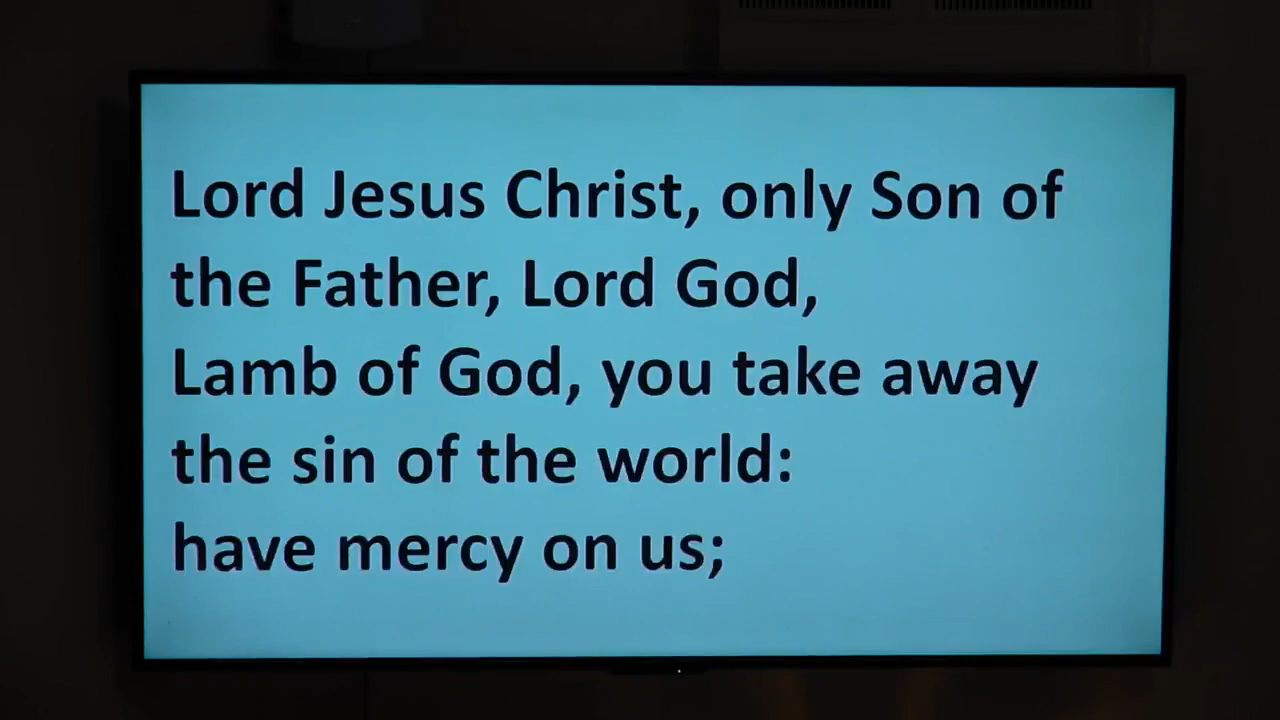 Lord Jesus Christ, only Son of
the Father, Lord God,
Lamb of God, you take away
the sin of the world:
have mercy on us;